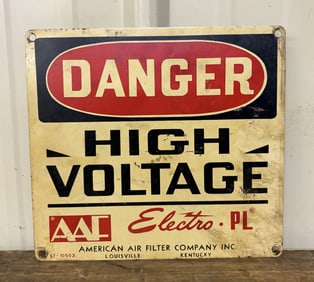 DANGER
HIGH
VOLTAGE
AAF Electro-PL
AMERICAN AIR FILTER COMPANY INC.
LOUISVILLE KENTUCKY